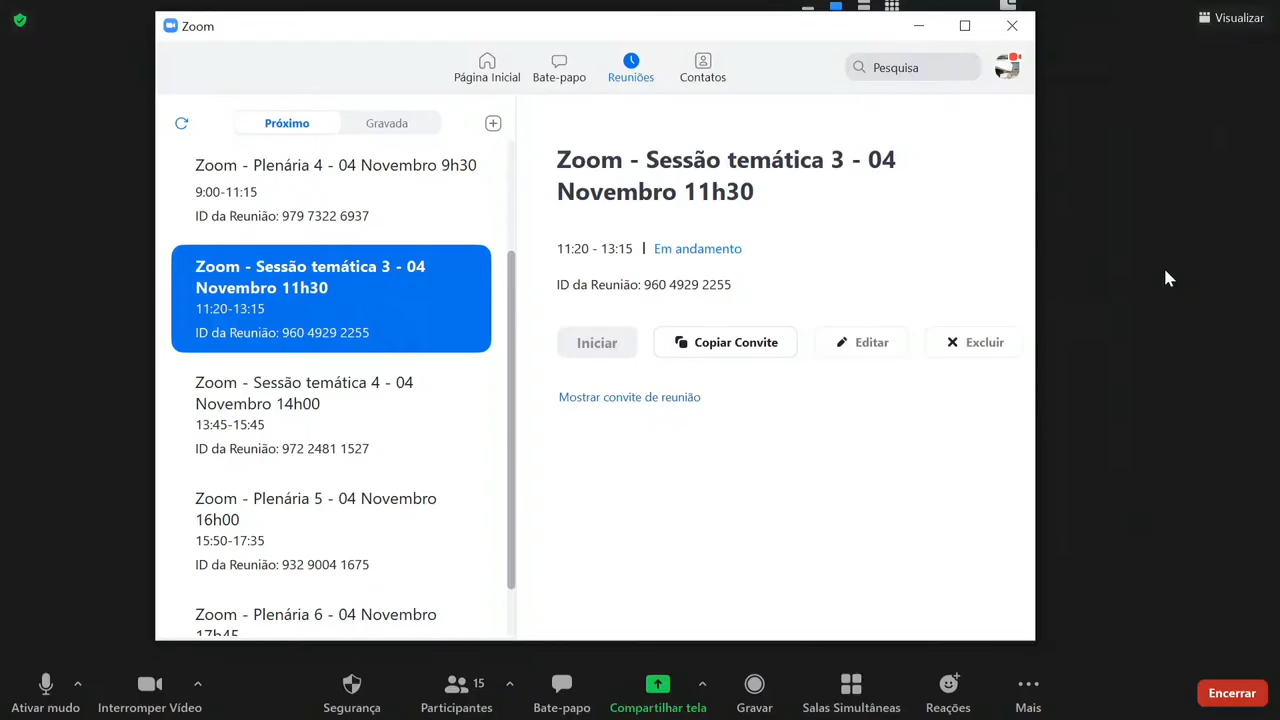 Visualizar
Zoom
Página Inicial
Bate-papo
Reuniões
Contatos
Pesquisa
Próximo
Gravada
Zoom - Plenária 4 - 04 Novembro 9h30
9:00-11:15
ID da Reunião: 979 7322 6937
Zoom - Sessão temática 3 - 04
Novembro 11h30
11:20-13:15
ID da Reunião: 960 4929 2255
Zoom - Sessão temática 4 - 04
Novembro 14h00
13:45-15:45
ID da Reunião: 972 2481 1527
Zoom - Plenária 5 - 04 Novembro
16h00
15:50-17:35
ID da Reunião: 932 9004 1675
Zoom - Plenária 6 - 04 Novembro
17h45
Zoom - Sessão temática 3 - 04
Novembro 11h30
11:20 - 13:15 | Em andamento
ID da Reunião: 960 4929 2255
Iniciar
Copiar Convite
Editar
Excluir
Mostrar convite de reunião
Ativar mudo
Interromper Vídeo
Segurança
15
Participantes
Bate-papo
Compartilhar tela
Gravar
Salas Simultâneas
Reações
Mais
Encerrar